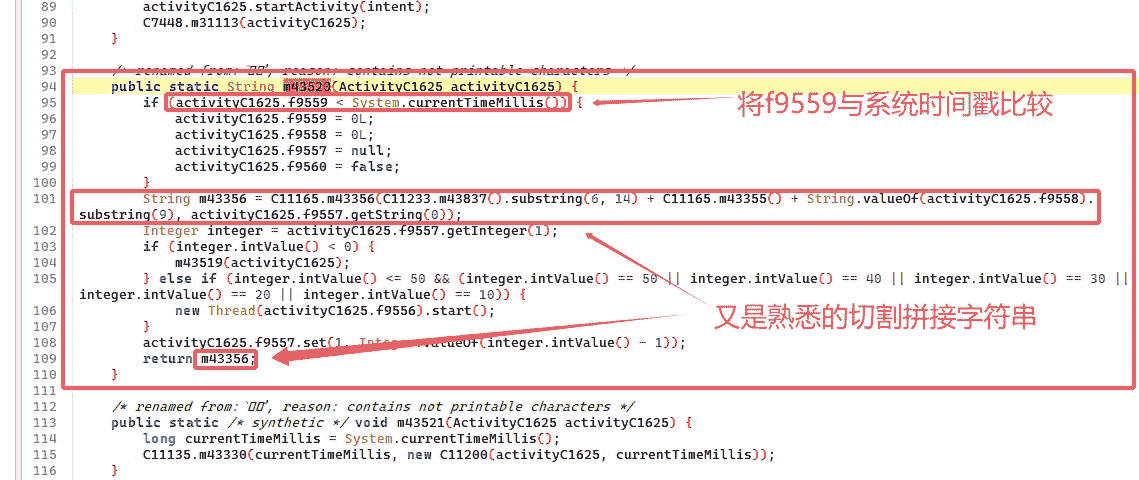 89 activityC1625.startActivity(intent);
90 C7448.m31113(activityC1625);
91 }
92
93 /* renamed from: , reason: contains not printable characters */
94 public static String m43520(ActivityC1625 activityC1625) {
95 if (activityC1625.f9559 < System.currentTimeMillis()) { 将f9559与系统时间戳比较
96 activityC1625.f9559 = 0L;
97 activityC1625.f9558 = 0L;
98 activityC1625.f9557 = null;
99 activityC1625.f9560 = false;
100 }
101 String m43356 = C11165.m43356(C11233.m43837().substring(6, 14) + C11165.m43355() + String.valueOf(activityC1625.f9558).
substring(9), activityC1625.f9557.getString(0));
102 Integer integer = activityC1625.f9557.getInteger(1);
103 if (integer.intValue() < 0) {
104 m43519(activityC1625);
105 } else if (integer.intValue() <= 50 && (integer.intValue() == 50 || integer.intValue() == 40 || integer.intValue() == 30 ||
integer.intValue() == 20 || integer.intValue() == 10)) {
106 new Thread(activityC1625.f9556).start();
又是熟悉的切割拼接字符串
107 }
108 activityC1625.f9557.set(1, Integer.valueOf(integer.intValue() - 1));
109 return m43356;
110 }
111
112 /* renamed from: , reason: contains not printable characters */
113 public static /* synthetic */ void m43521(ActivityC1625 activityC1625) {
114 long currentTimeMillis = System.currentTimeMillis();
115 C11135.m43330(currentTimeMillis, new C11200(activityC1625, currentTimeMillis));
116 }